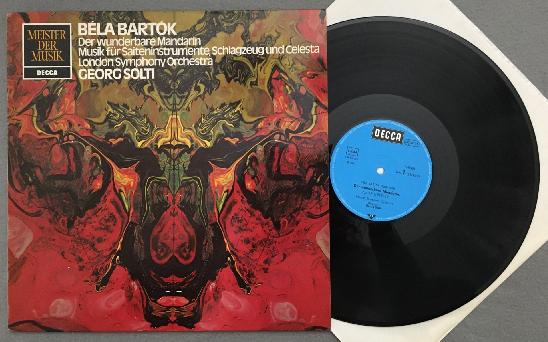 MEISTER
DER
MUSIK
DECCA
BÉLA BARTÓK
Der wunderbare Mandarin
Musik für Saiteninstrumente, Schlagzeug und Celesta
London Symphony Orchestra
GEORG SOLTI
DECCA